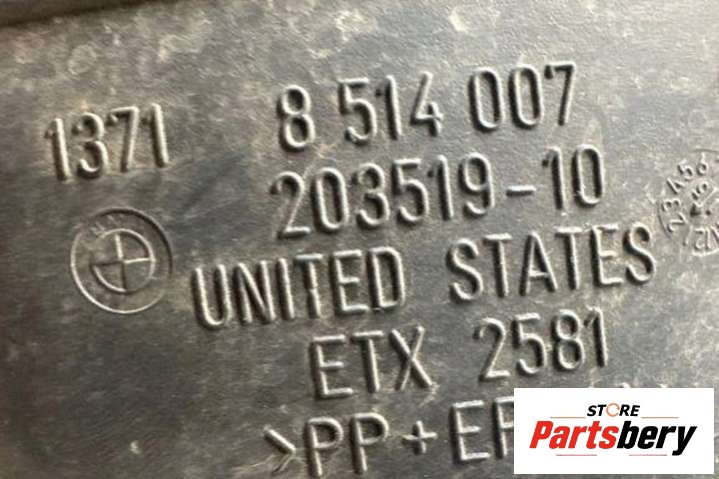 1371 8 514 007
203519-10
UNITED STATES
ETX 2581
>PP+
STORE
Partsbery